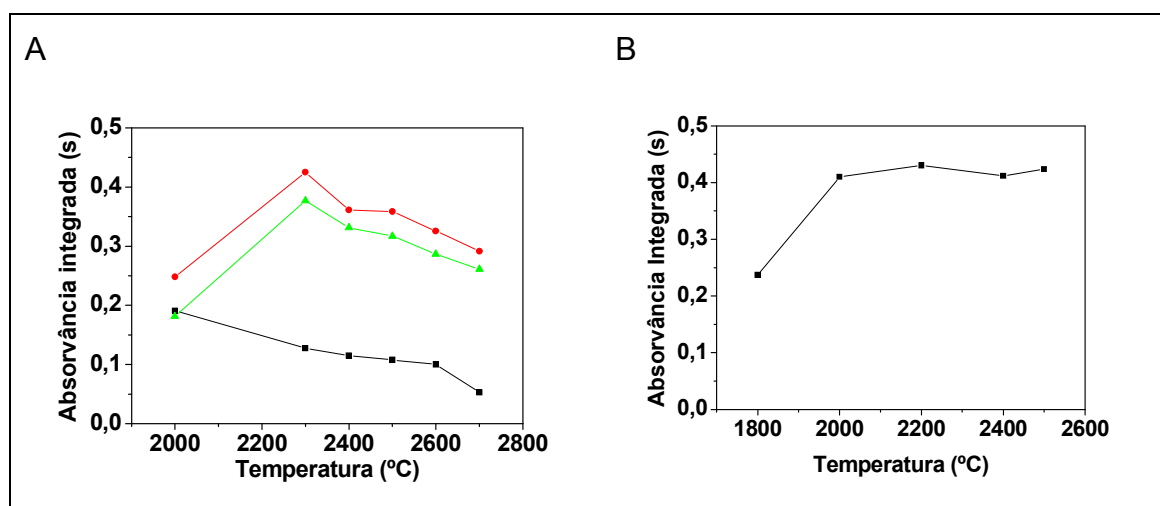 A
B
Absorvância integrada (s)
0,5
0,4
0,3
0,2
0,1
0,0
2000 2200 2400 2600 2800
Temperatura (ºC)
Absorvância Integrada (s)
0,5
0,4
0,3
0,2
0,1
0,0
1800 2000 2200 2400 2600
Temperatura (ºC)